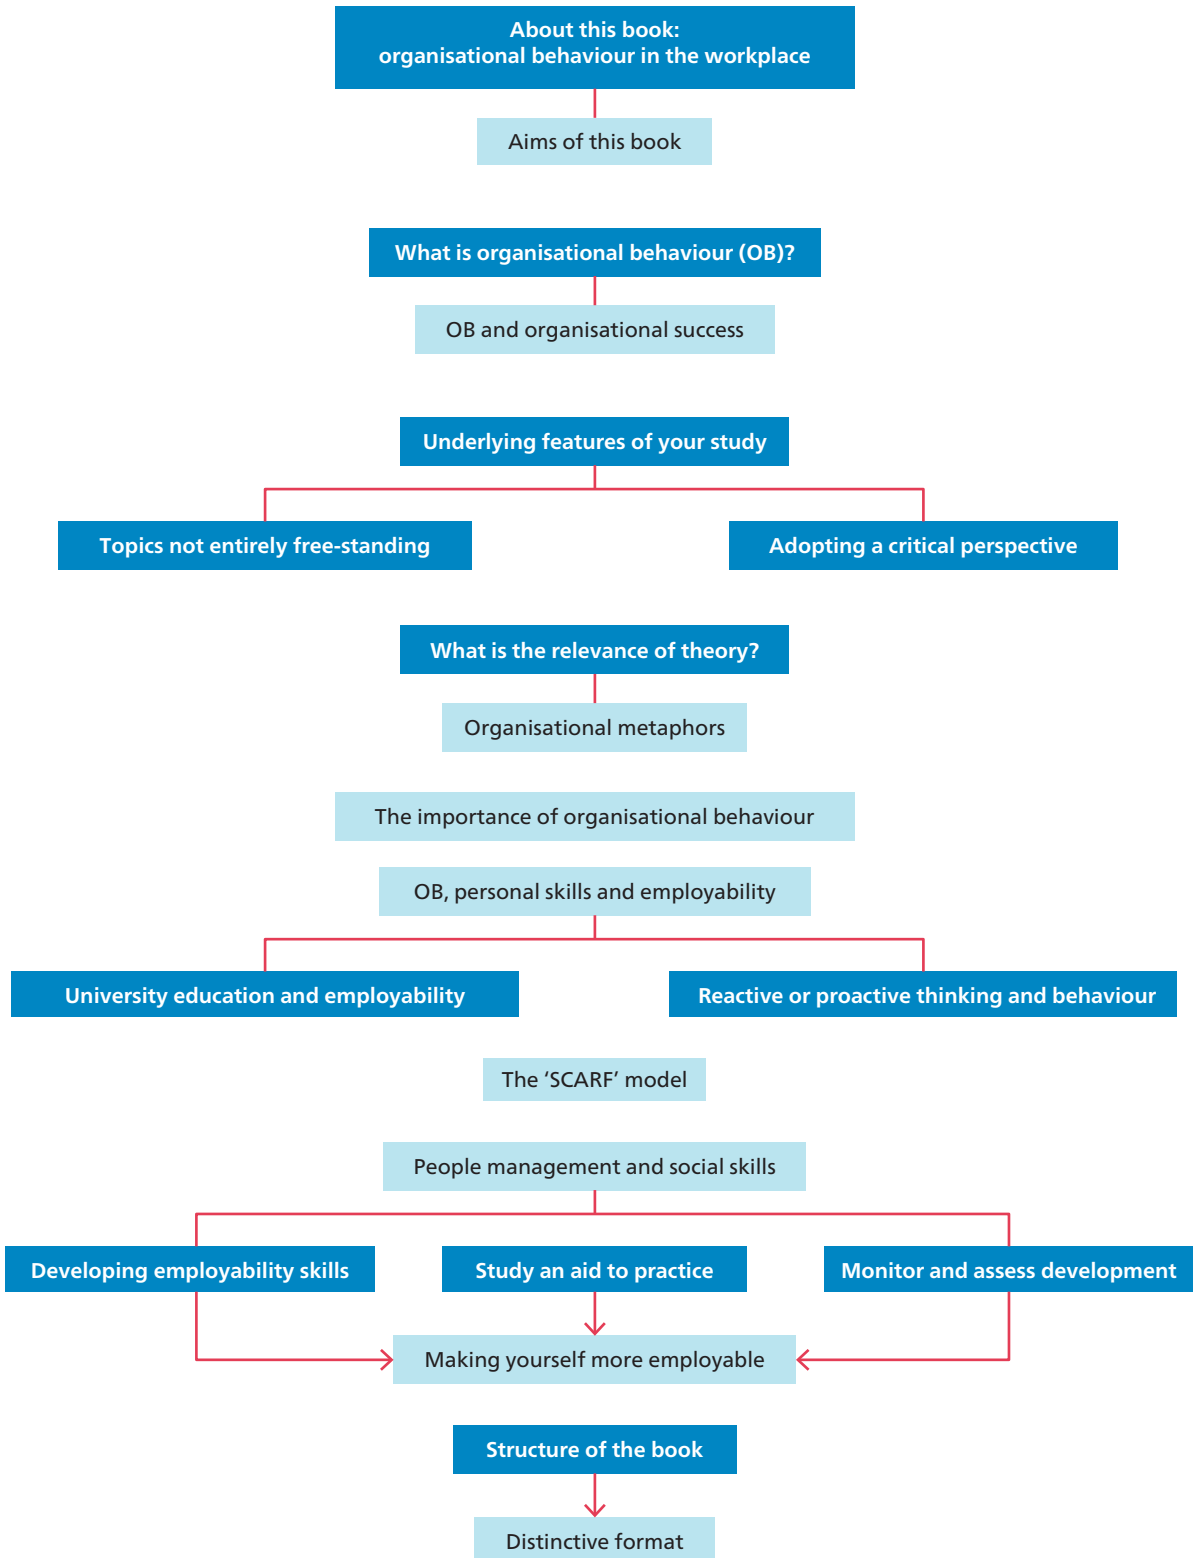 About this book:
organisational behaviour in the workplace
Aims of this book
What is organisational behaviour (OB)?
OB and organisational success
Underlying features of your study
Topics not entirely free-standing
Adopting a critical perspective
What is the relevance of theory?
Organisational metaphors
The importance of organisational behaviour
OB, personal skills and employability
University education and employability
Reactive or proactive thinking and behaviour
The ‘SCARF’ model
People management and social skills
Developing employability skills
Study an aid to practice
Monitor and assess development
Making yourself more employable
Structure of the book
Distinctive format